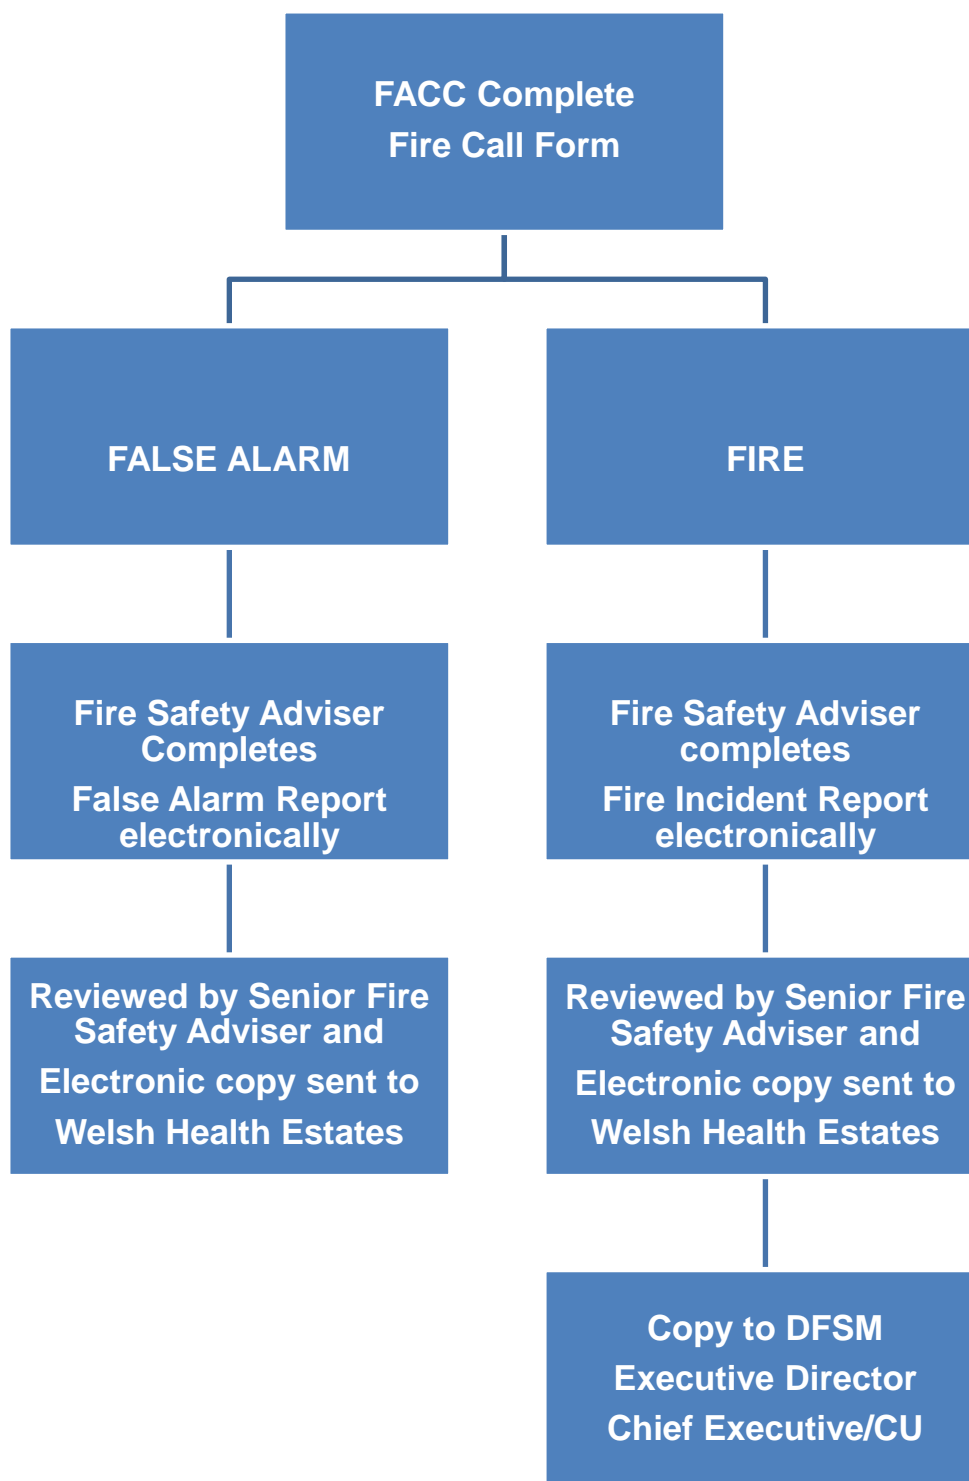 FACC Complete
Fire Call Form
FALSE ALARM
FIRE
Fire Safety Adviser
Completes
False Alarm Report
electronically
Fire Safety Adviser
completes
Fire Incident Report
electronically
Reviewed by Senior Fire
Safety Adviser and
Electronic copy sent to
Welsh Health Estates
Reviewed by Senior Fire
Safety Adviser and
Electronic copy sent to
Welsh Health Estates
Copy to DFSM
Executive Director
Chief Executive/CU